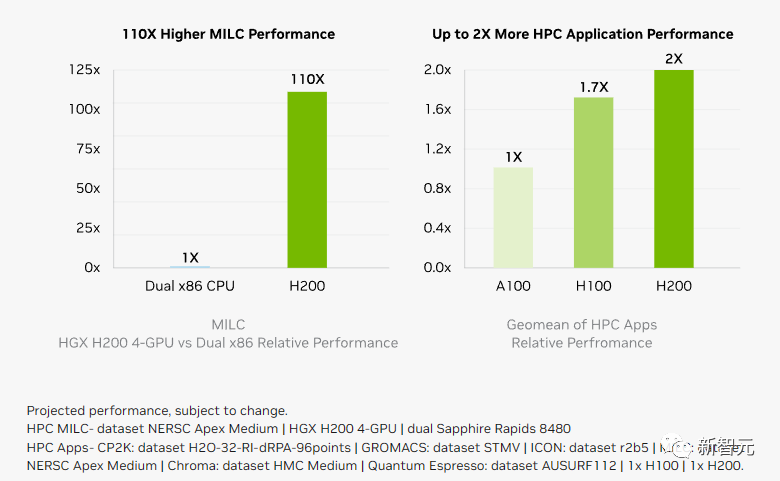 110X Higher MILC Performance
125x
100x
75x
50x
25x
0x
1X
110X
Dual x86 CPU
H200
MILC
HGX H200 4-GPU vs Dual x86 Relative Performance
Up to 2X More HPC Application Performance
2.0x
1.6x
1.2x
0.8x
0.4x
0.0x
1X
1.7X
2X
A100
H100
H200
Geomean of HPC Apps
Relative Perfromance
Projected performance, subject to change.
HPC MILC- dataset NERSC Apex Medium | HGX H200 4-GPU | dual Sapphire Rapids 8480
HPC Apps- CP2K: dataset H2O-32-RI-dRPA-96points | GROMACS: dataset STMV | ICON: dataset r2b5 |
NERSC Apex Medium | Chroma: dataset HMC Medium | Quantum Espresso: dataset AUSURF112 | 1x H100 | 1x H200.
新智元